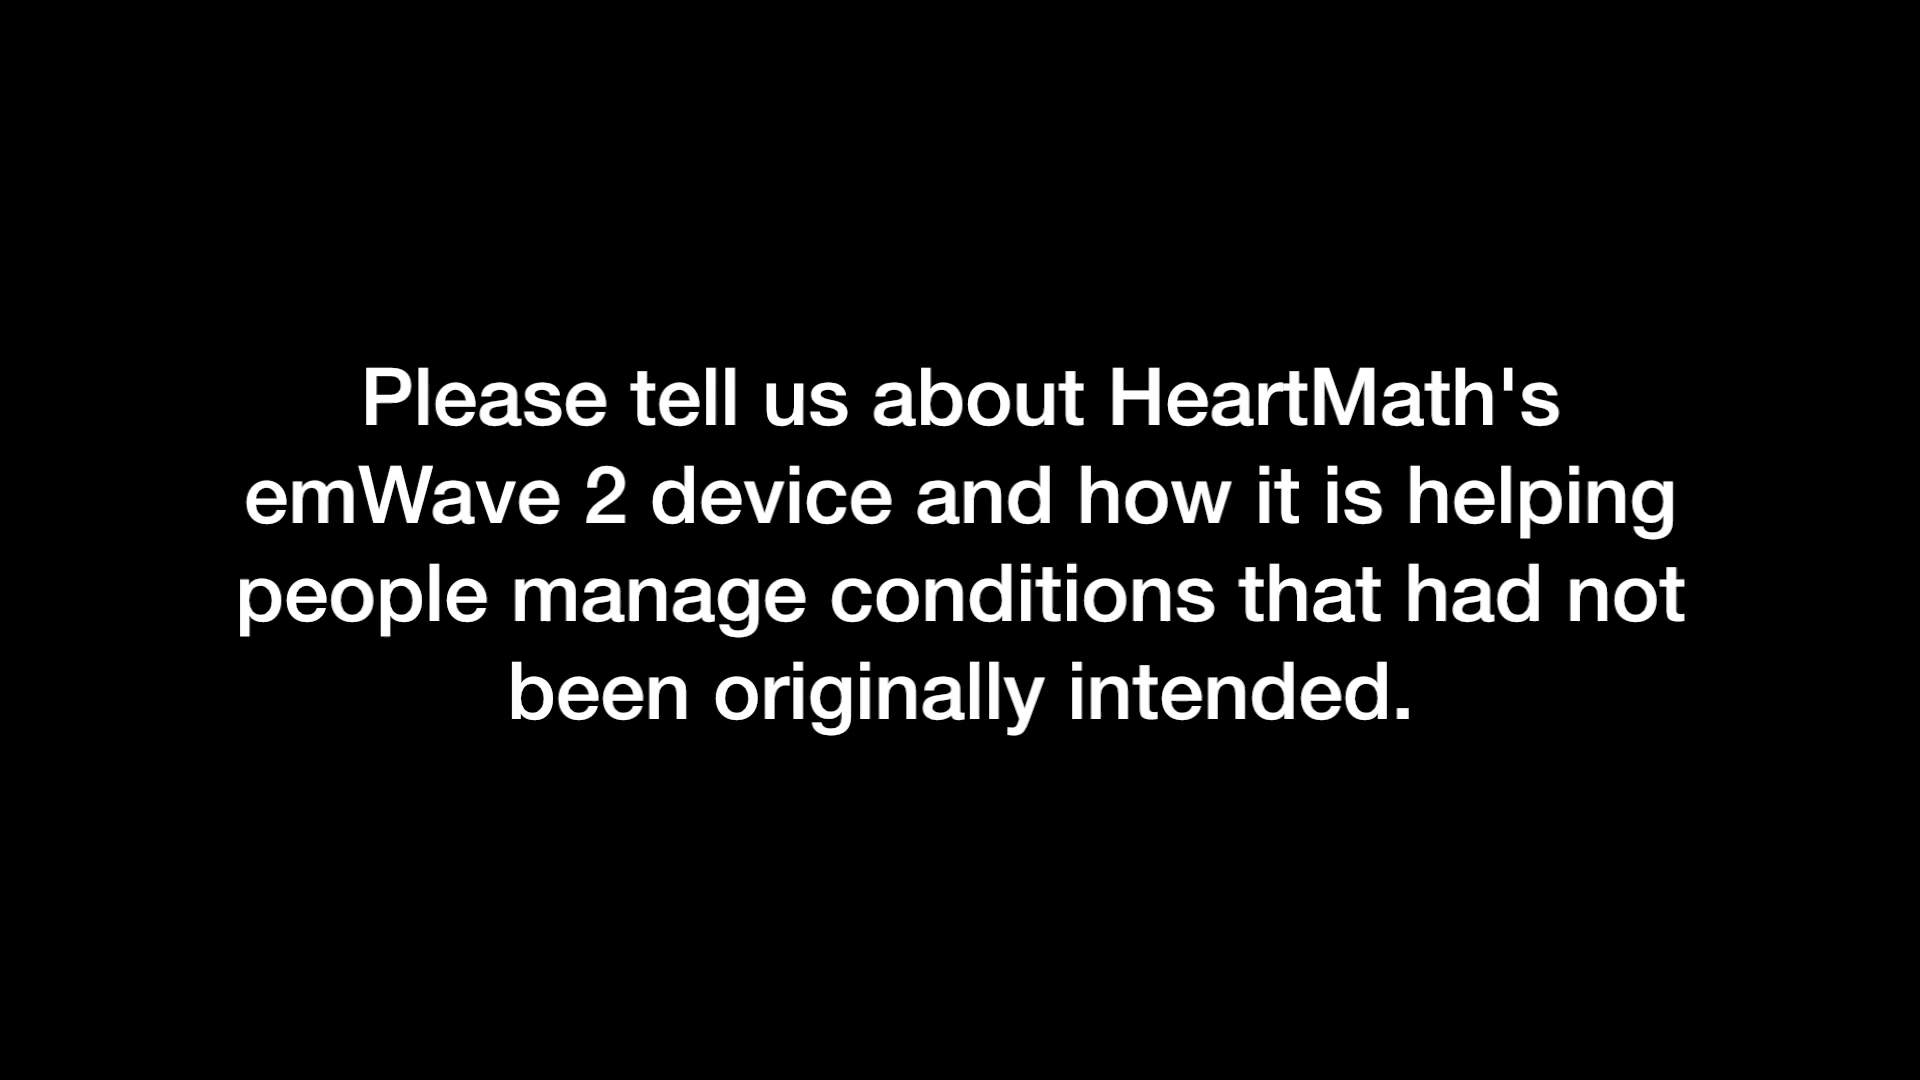 Please tell us about HeartMath's
emWave 2 device and how it is helping
people manage conditions that had not
been originally intended.